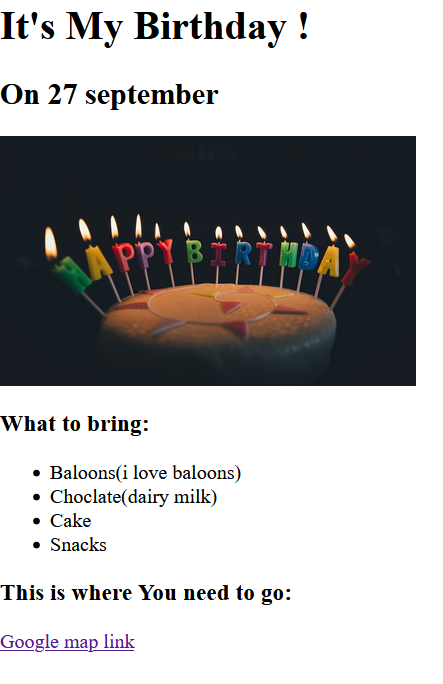 It's My Birthday !
On 27 september
HAPPY BIRTHDAY
What to bring:
Baloons(i love baloons)
Choclate(dairy milk)
Cake
Snacks
This is where You need to go:
Google map link